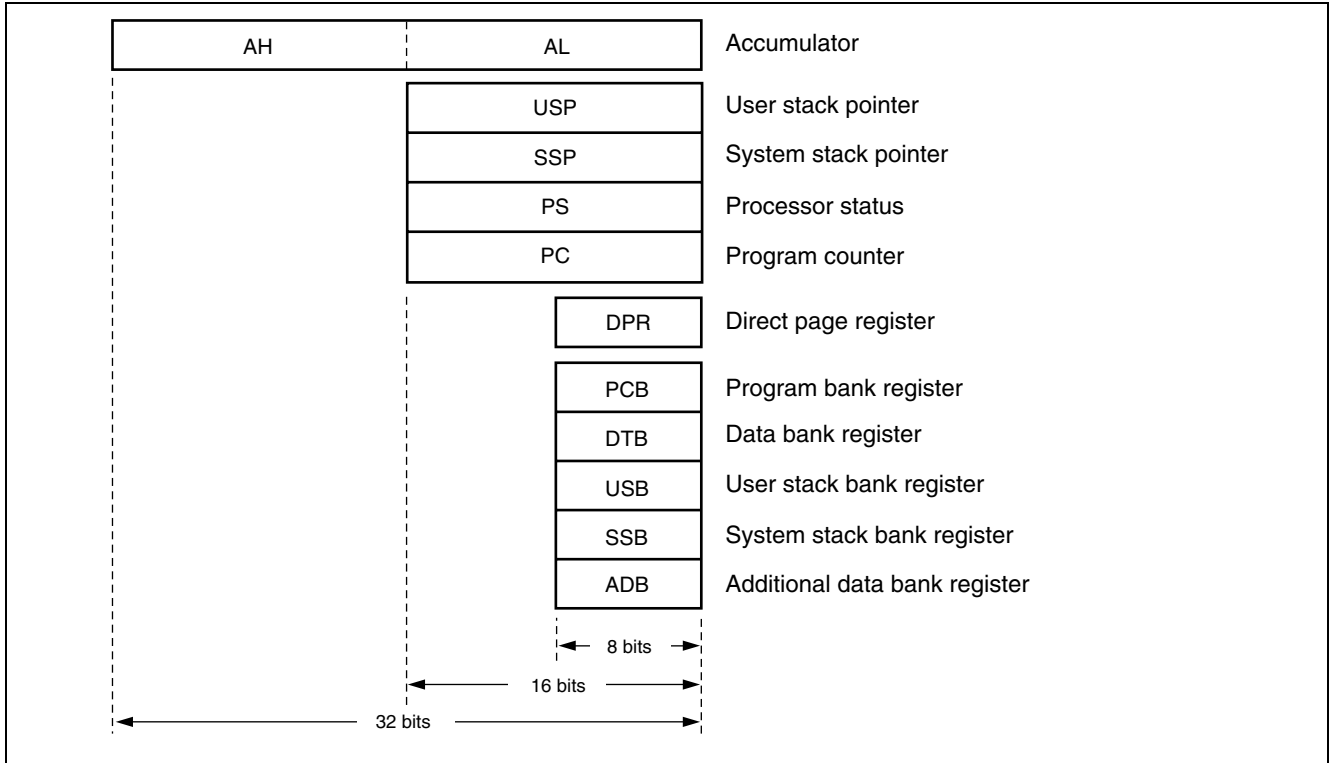 AH AL Accumulator
USP User stack pointer
SSP System stack pointer
PS Processor status
PC Program counter
DPR Direct page register
PCB Program bank register
DTB Data bank register
USB User stack bank register
SSB System stack bank register
ADB Additional data bank register
8 bits
16 bits
32 bits